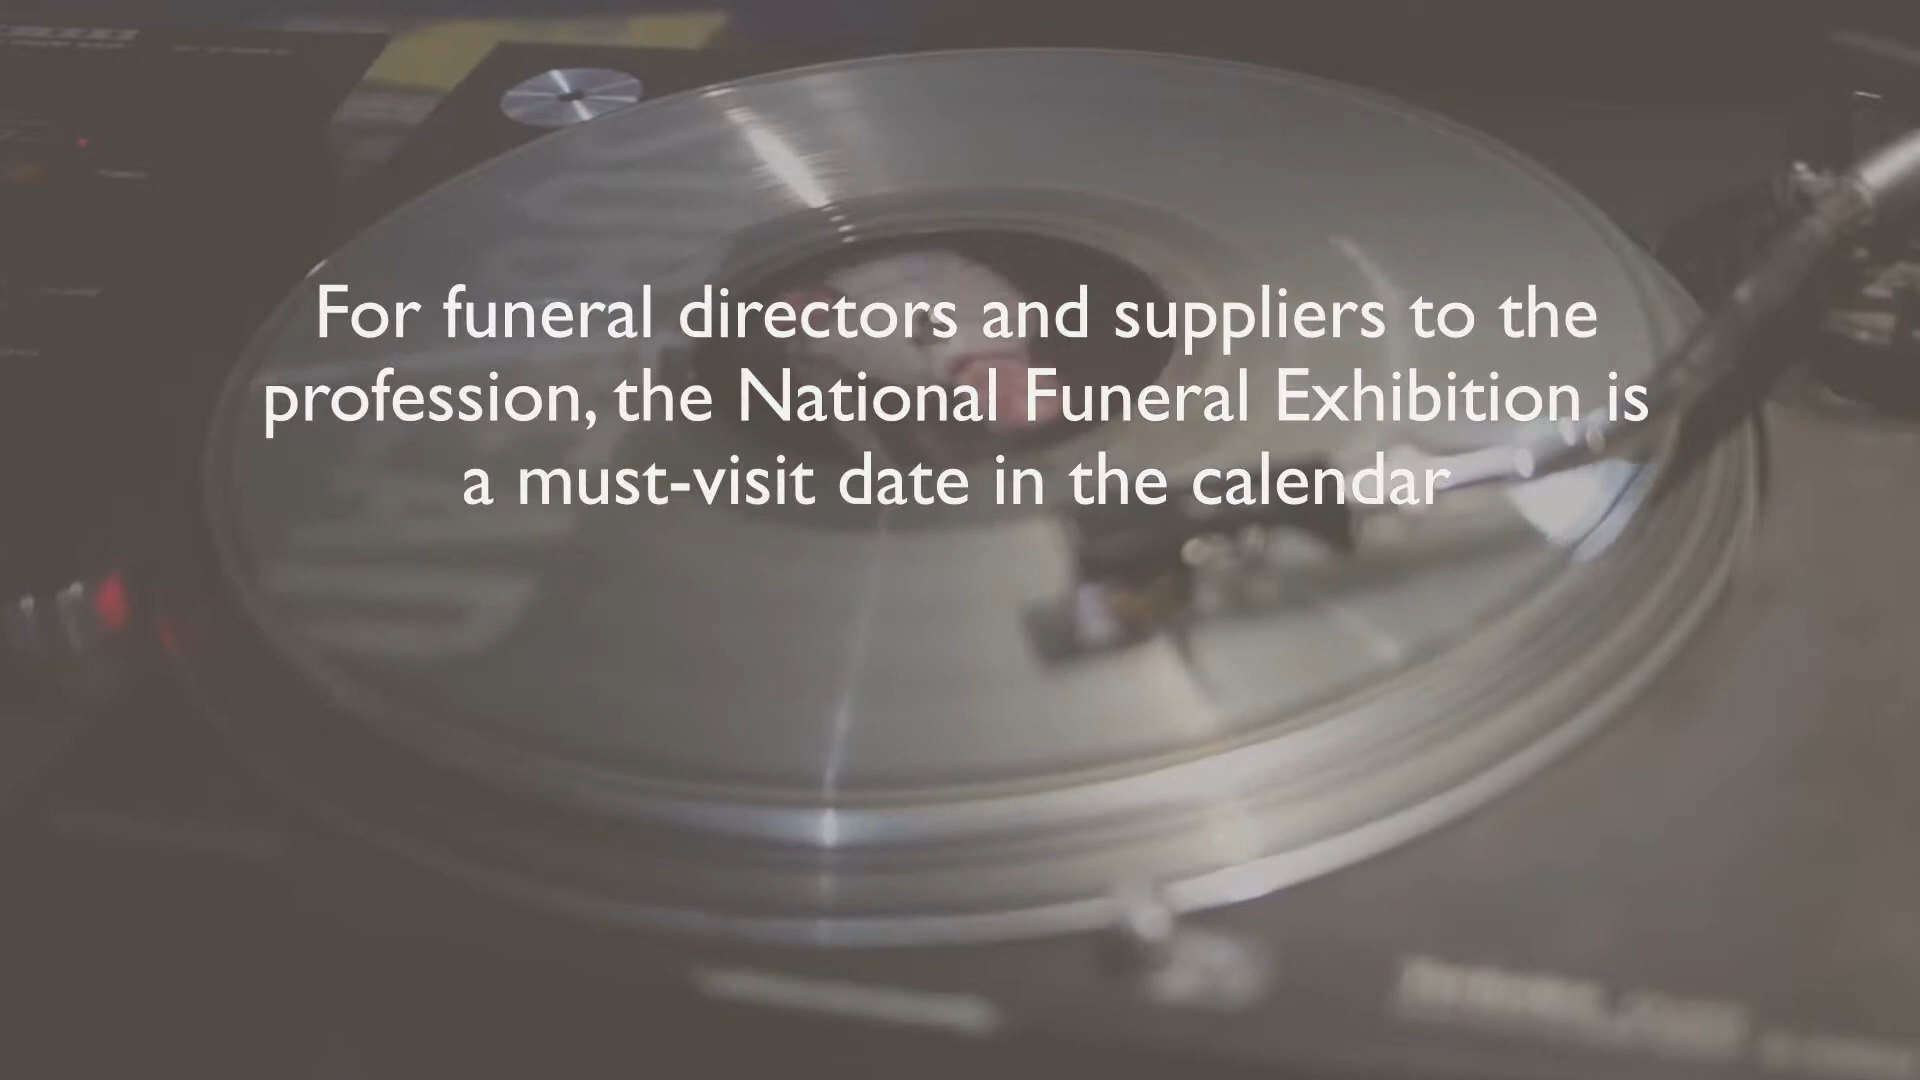 For funeral directors and suppliers to the
profession, the National Funeral Exhibition is
a must-visit date in the calendar